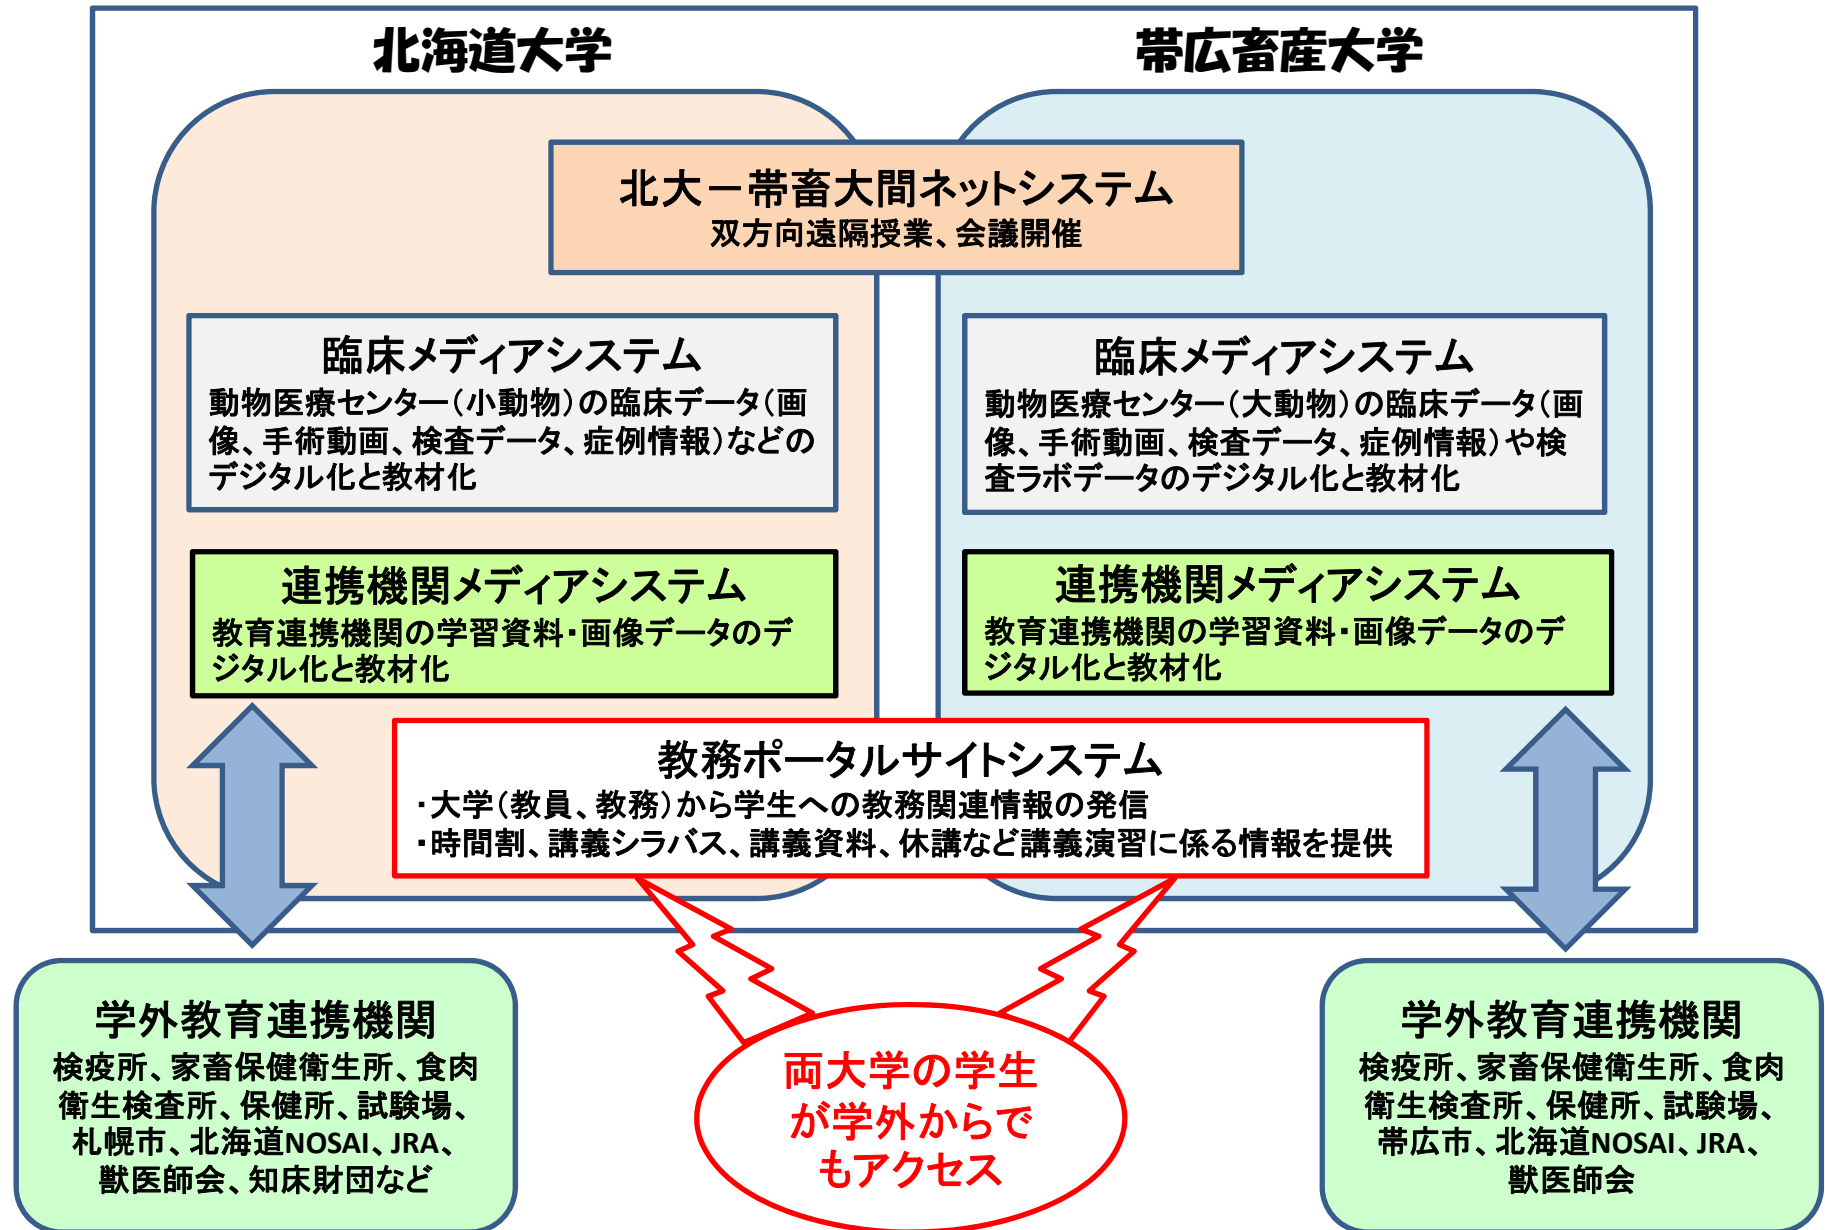 北海道大学
帯広畜産大学
北大－帯畜大間ネットシステム
双方向遠隔授業、会議開催
臨床メディアシステム
動物医療センター（小動物）の臨床データ（画
像、手術動画、検査データ、症例情報）などの
デジタル化と教材化
臨床メディアシステム
動物医療センター（大動物）の臨床データ（画
像、手術動画、検査データ、症例情報）や検
査ラボデータのデジタル化と教材化
連携機関メディアシステム
教育連携機関の学習資料・画像データのデ
ジタル化と教材化
連携機関メディアシステム
教育連携機関の学習資料・画像データのデ
ジタル化と教材化
教務ポータルサイトシステム
・大学（教員、教務）から学生への教務関連情報の発信
・時間割、講義シラバス、講義資料、休講など講義演習に係る情報を提供
学外教育連携機関
検疫所、家畜保健衛生所、食肉
衛生検査所、保健所、試験場、
札幌市、北海道NOSAI、JRA、
獣医師会、知床財団など
両大学の学生
が学外からで
もアクセス
学外教育連携機関
検疫所、家畜保健衛生所、食肉
衛生検査所、保健所、試験場、
帯広市、北海道NOSAI、JRA、
獣医師会